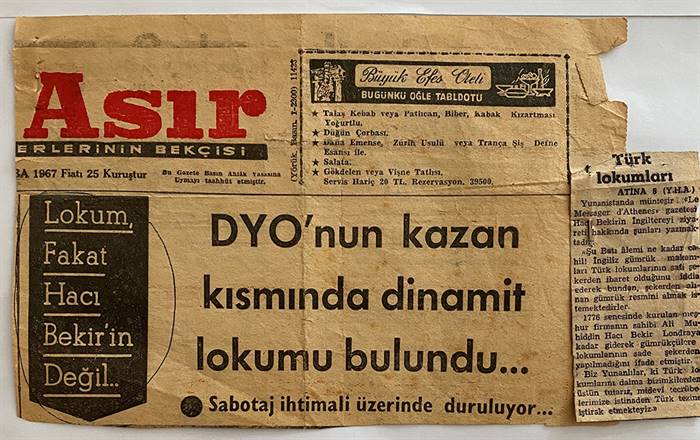 Asır
ERLERİNİN BEKÇİSİ
BA 1967 Fiatı 25 Kuruştur
Bu Gazete Basın Ahlâk Yasasına
Uymayı taahhüt etmiştir.
Büyük Efes Oteli
BUGÜNKÜ ÖĞLE TABLDOTU
★ Talaş Kebab veya Patlıcan, Biber, Kabak Kızartması
Yoğurtlu.
★ Düğün Çorbası.
★ Dana Emense, Zürih Usulü veya Trança Şiş Defne
Esansı ile.
★ Salata.
★ Gökdelen veya Vişne Tatlısı.
Servis Hariç 20 TL. Rezervasyon, 39500.
Lokum,
Fakat
Hacı
Bekir'in
Değil..
DYO'nun kazan
kısmında dinamit
lokumu bulundu...
Sabotaj ihtimali üzerinde duruluyor...
Türk
lokumları
ATİNA 8 (Y.H.A.)
Yunanistanda münteşir «Le
Messager d'Athenes» gazetesi
Hacı Bekirin İngiltereyi ziya
reti hakkında şunları yazmak
tadır:
«Şu Batı âlemi ne kadar ca
hil! İngiliz gümrük makam
ları Türk lokumlarının safi şe
kerden ibaret olduğunu iddia
ederek bundan, şekerden alı
nan gümrük resmini almak is
temektedirler.
1776 senesinde kurulan meş
hur firmanın sahibi Ali Mu
hiddin Hacı Bekir Londraya
kadar giderek gümrükçülere
lokumlarının sade şekerden
yapılmadığını ifade etmiştir.
Biz Yunanlılar, ki Türk lo
kumlarını daima bizimkilerden
üstün tutarız, midevi tecrübe
lerimize istinaden Türk tezine
iştirak etmekteyiz.»